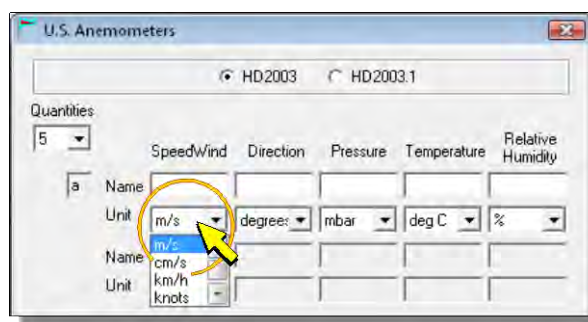 U.S. Anemometers
HD2003 HD2003.1
Quantities
5
SpeedWind Direction Pressure Temperature Relative Humidity
a Name
Unit m/s degree: mbar deg C %
m/s
Name cm/s
km/h
Unit knots